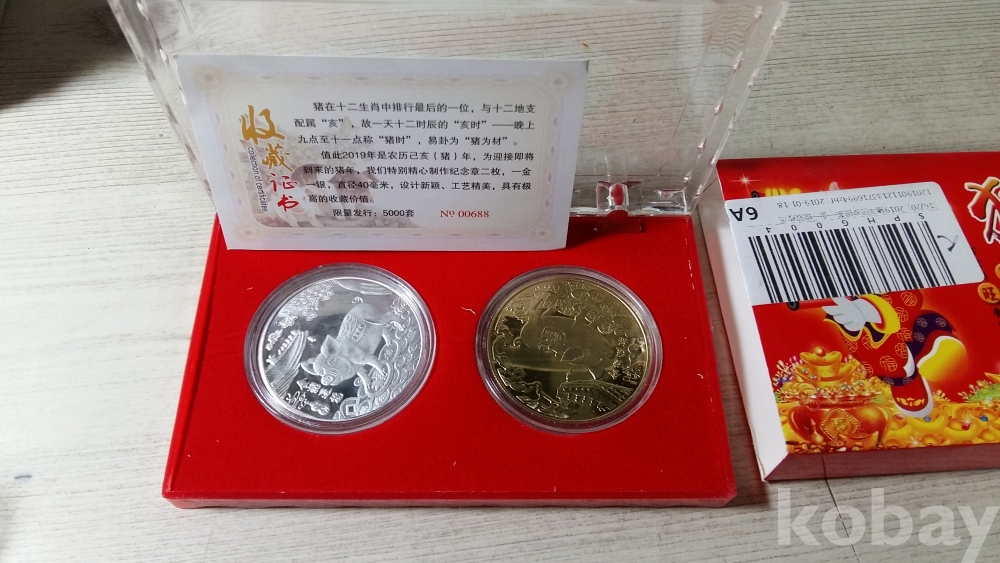 收藏证书
collection of certificates
猪在十二生肖中排行最后的一位，与十二地支
配属“亥”，故一天十二时辰的“亥时”——晚上
九点至十一点称“猪时”，易卦为“猪为材”。
值此2019年是农历己亥（猪）年，为迎接即将
到来的猪年，我们特别精心制作纪念章二枚，一金
一银，直径40毫米，设计新颖、工艺精美，具有极
高的收藏价值。
限量发行：5000套
Nº 00688
6A
SPHG0004
kobay